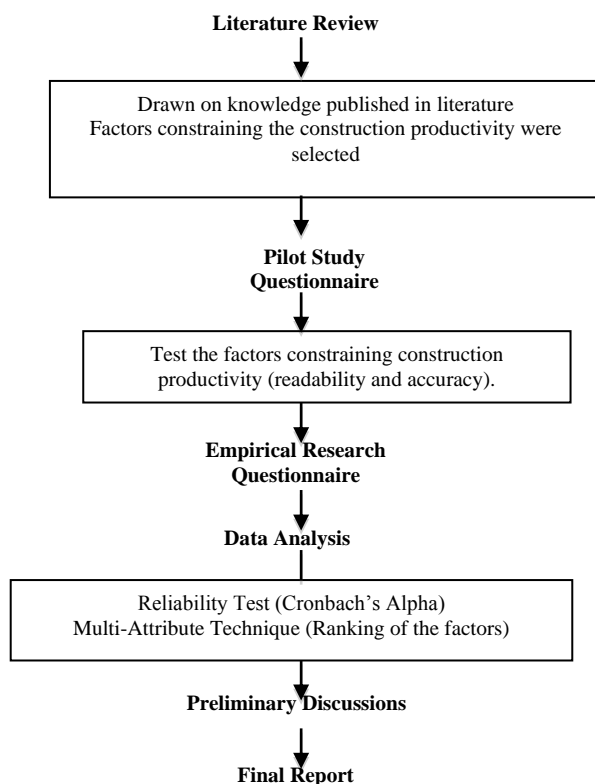 Literature Review
Drawn on knowledge published in literature
Factors constraining the construction productivity were
selected
Pilot Study
Questionnaire
Test the factors constraining construction
productivity (readability and accuracy).
Empirical Research
Questionnaire
Data Analysis
Reliability Test (Cronbach’s Alpha)
Multi-Attribute Technique (Ranking of the factors)
Preliminary Discussions
Final Report